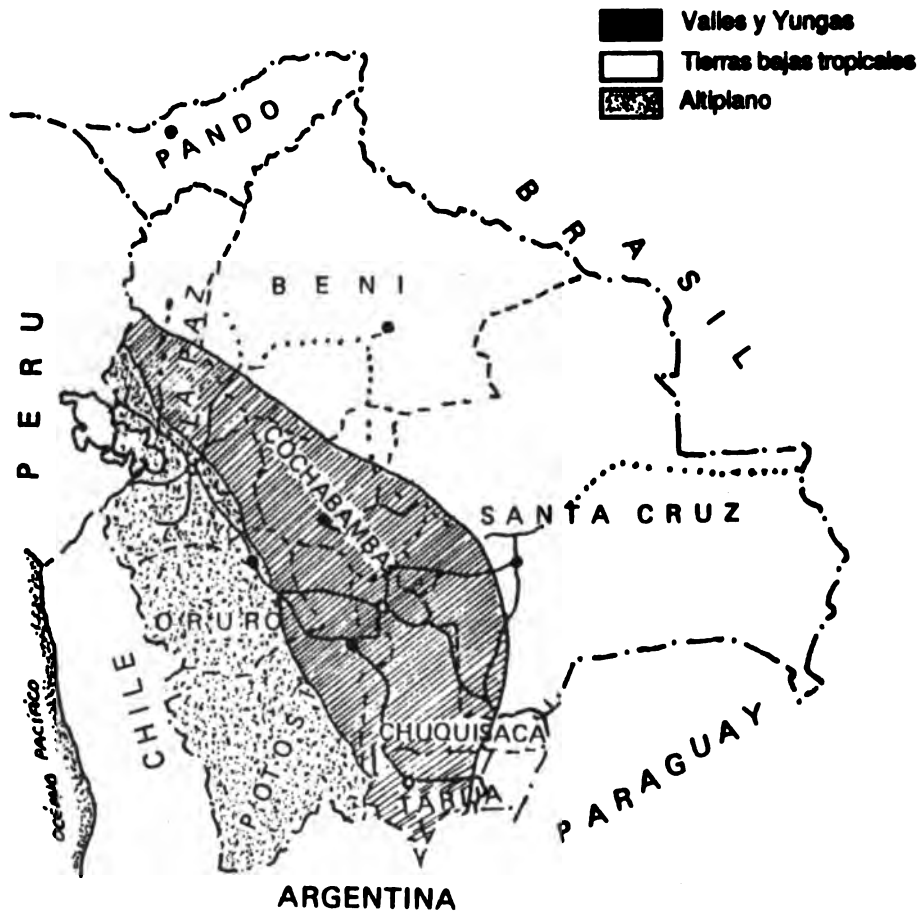 Valles y Yungas
Tierras bajas tropicales
Altiplano
PANDO
BRASIL
BENI
LA PAZ
PERU
COCHABAMBA
SANTA CRUZ
ORURO
CHILE
OCÉANO PACÍFICO
POTOSI
CHUQUISACA
TARIJA
PARAGUAY
ARGENTINA